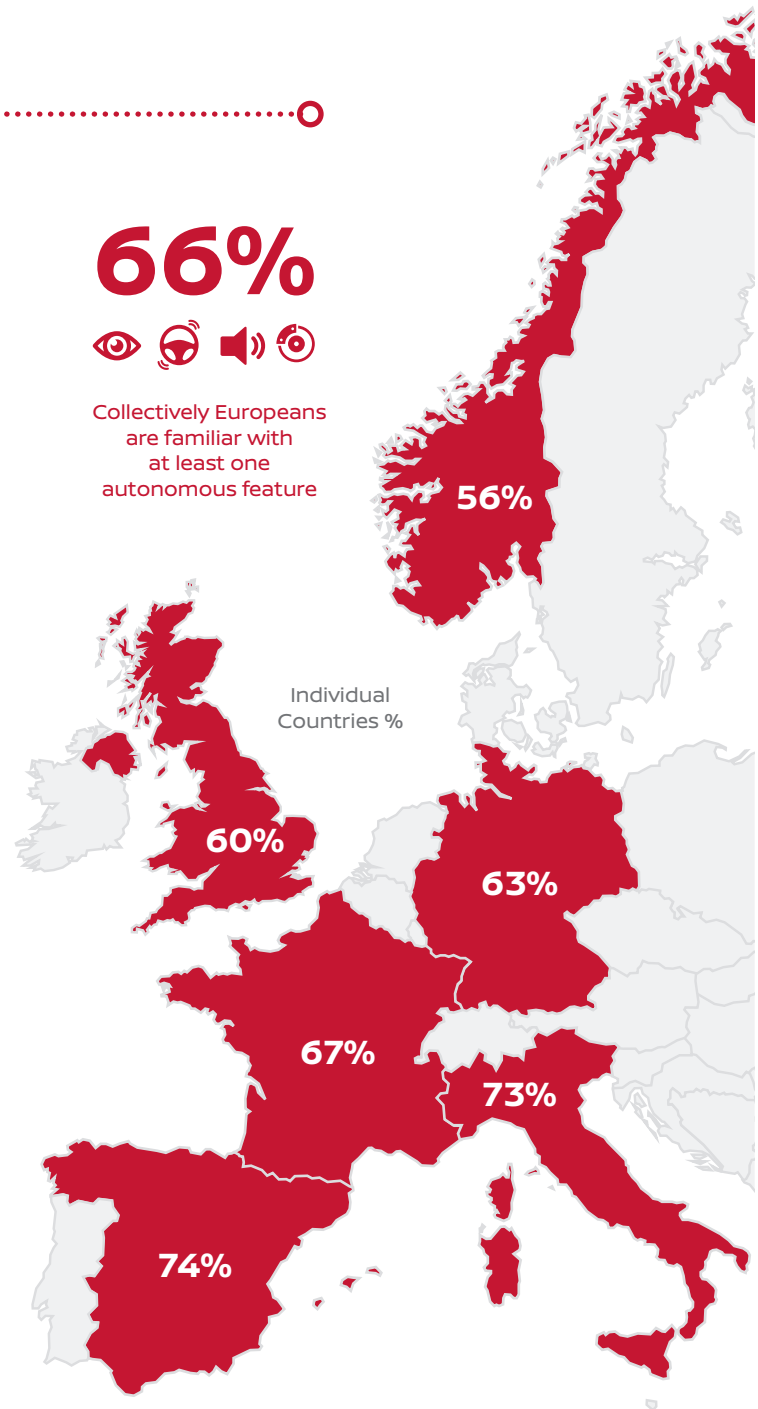 66%
Collectively Europeans
are familiar with
at least one
autonomous feature
56%
Individual
Countries %
60%
63%
67%
73%
74%